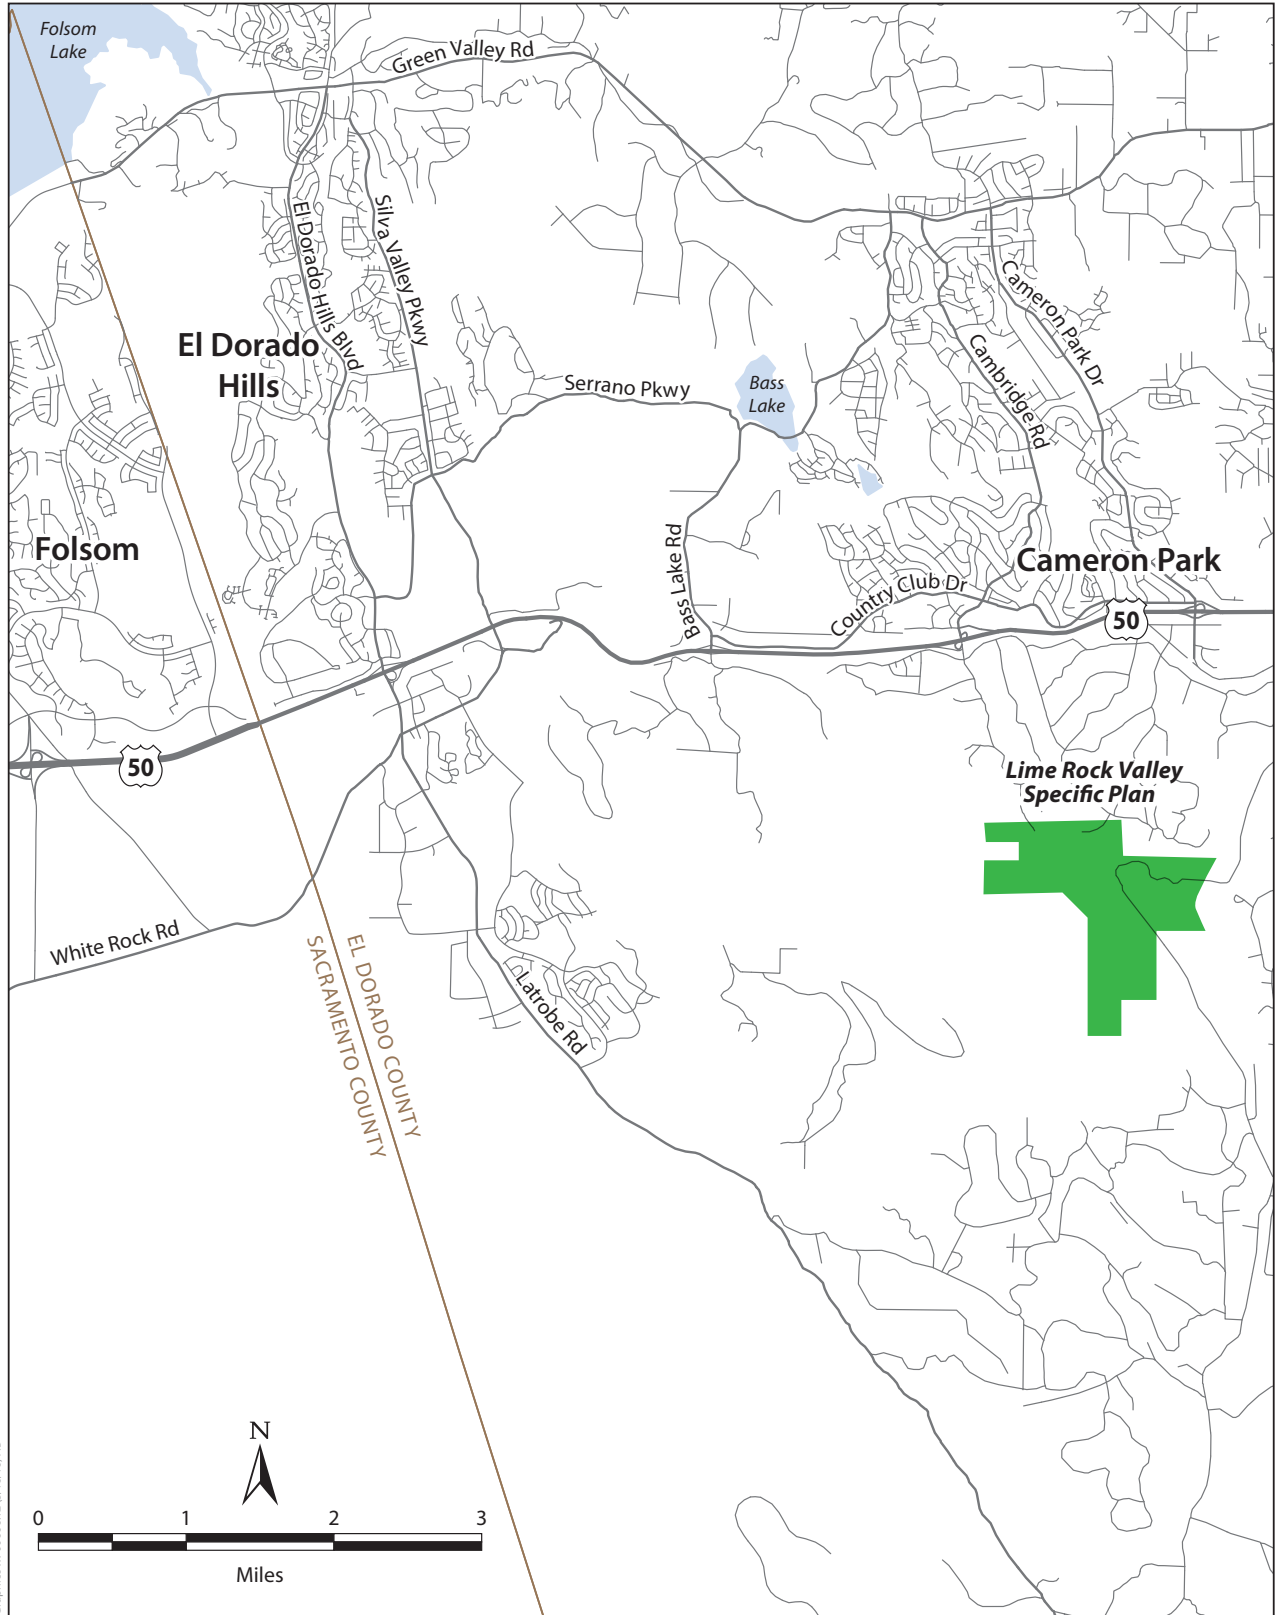 Folsom
Lake
Green Valley Rd
El Dorado Hills Blvd
Silva Valley Pkwy
Cameron Park Dr
El Dorado
Hills
Cambridge Rd
Serrano Pkwy
Bass
Lake
Folsom
Bass Lake Rd
Cameron Park
Country Club Dr
50
50
Lime Rock Valley
Specific Plan
White Rock Rd
EL DORADO COUNTY
SACRAMENTO COUNTY
Latrobe Rd
N
0 1 2 3
Miles